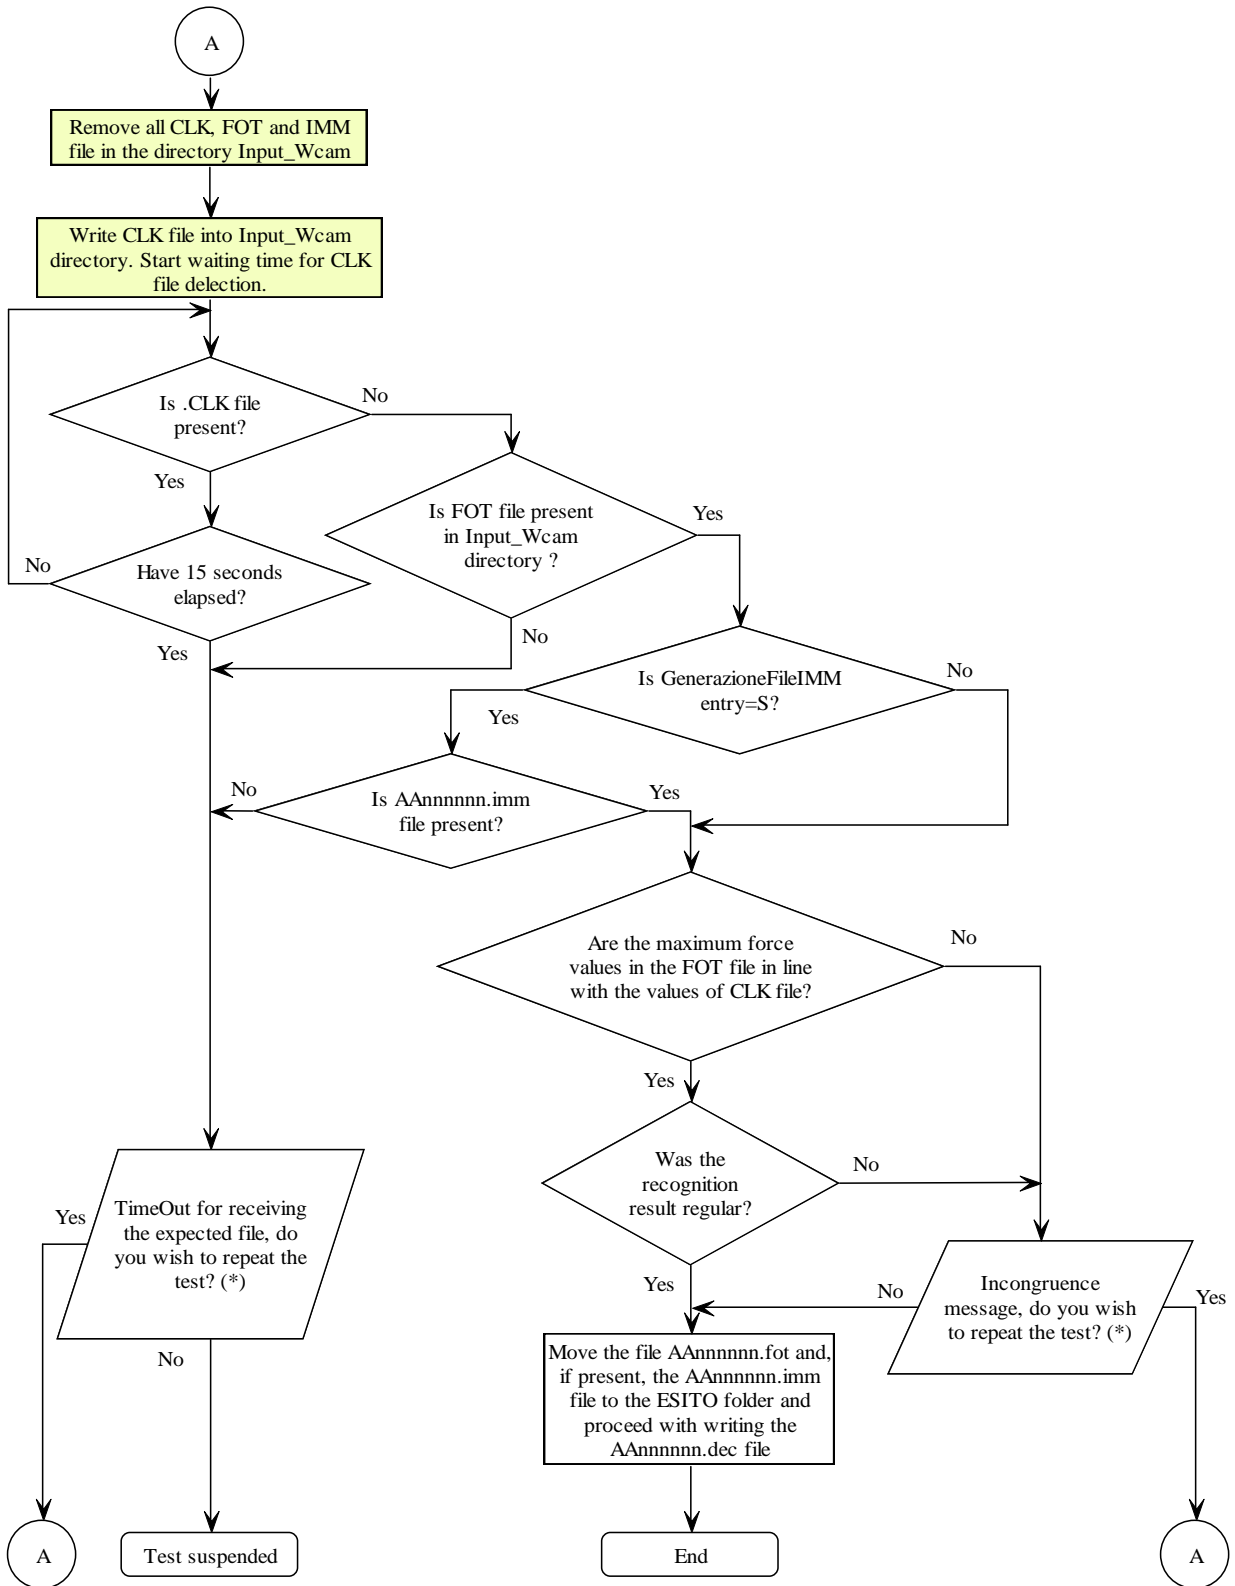 A
Remove all CLK, FOT and IMM
file in the directory Input_Wcam
Write CLK file into Input_Wcam
directory. Start waiting time for CLK
file delection.
Is .CLK file
present?
No
Yes
Is FOT file present
in Input_Wcam
directory ?
Yes
No
Have 15 seconds
elapsed?
No
Yes
Is GenerazioneFileIMM
entry=S?
No
Yes
No
Is AAnnnnnn.imm
file present?
Yes
Are the maximum force
values in the FOT file in line
with the values of CLK file?
No
Yes
Was the
recognition
result regular?
No
Yes
TimeOut for receiving
the expected file, do
you wish to repeat the
test? (*)
Yes
No
Incongruence
message, do you wish
to repeat the test? (*)
No
Yes
Move the file AAnnnnnn.fot and,
if present, the AAnnnnnn.imm
file to the ESITO folder and
proceed with writing the
AAnnnnnn.dec file
A
Test suspended
End
A